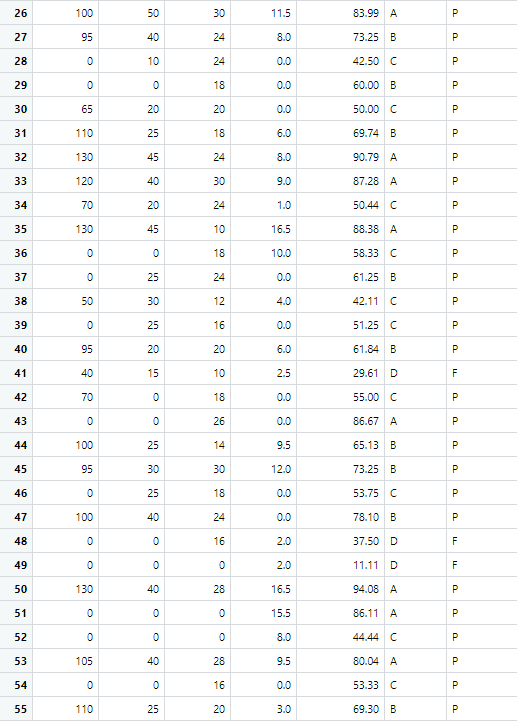 26 100 50 30 11.5 83.99 A P
27 95 40 24 8.0 73.25 B P
28 0 10 24 0.0 42.50 C P
29 0 0 18 0.0 60.00 B P
30 65 20 20 0.0 50.00 C P
31 110 25 18 6.0 69.74 B P
32 130 45 24 8.0 90.79 A P
33 120 40 30 9.0 87.28 A P
34 70 20 24 1.0 50.44 C P
35 130 45 10 16.5 88.38 A P
36 0 0 18 10.0 58.33 C P
37 0 25 24 0.0 61.25 B P
38 50 30 12 4.0 42.11 C P
39 0 25 16 0.0 51.25 C P
40 95 20 20 6.0 61.84 B P
41 40 15 10 2.5 29.61 D F
42 70 0 18 0.0 55.00 C P
43 0 0 26 0.0 86.67 A P
44 100 25 14 9.5 65.13 B P
45 95 30 30 12.0 73.25 B P
46 0 25 18 0.0 53.75 C P
47 100 40 24 0.0 78.10 B P
48 0 0 16 2.0 37.50 D F
49 0 0 0 2.0 11.11 D F
50 130 40 28 16.5 94.08 A P
51 0 0 0 15.5 86.11 A P
52 0 0 0 8.0 44.44 C P
53 105 40 28 9.5 80.04 A P
54 0 0 16 0.0 53.33 C P
55 110 25 20 3.0 69.30 B P